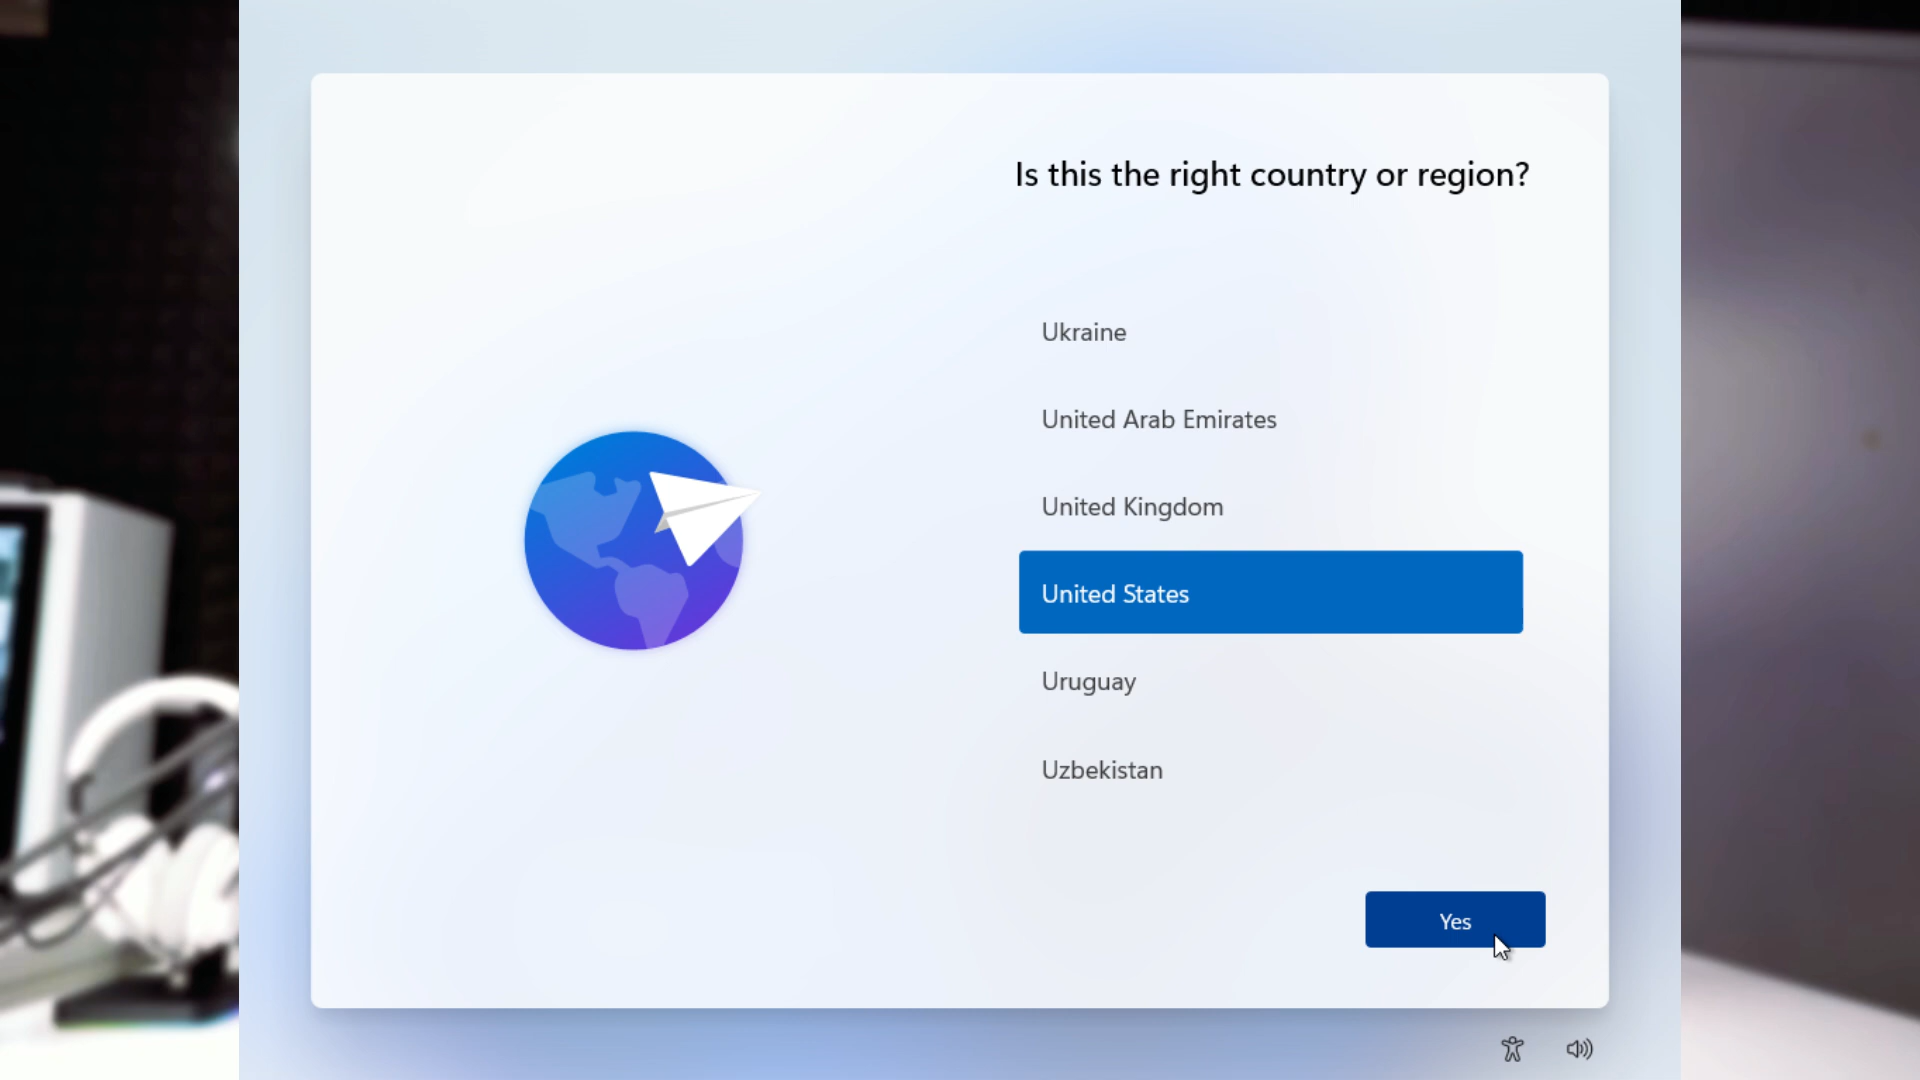 Is this the right country or region?
Ukraine
United Arab Emirates
United Kingdom
United States
Uruguay
Uzbekistan
Yes